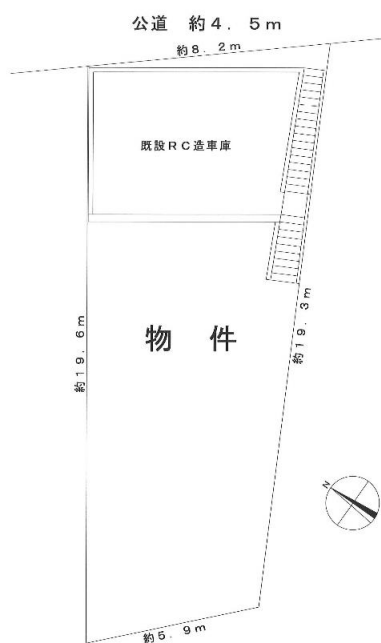 公道 約４．５ｍ
約８．２ｍ
既設ＲＣ造車庫
物 件
約１９．６ｍ
約１９．３ｍ
N
約５．９ｍ